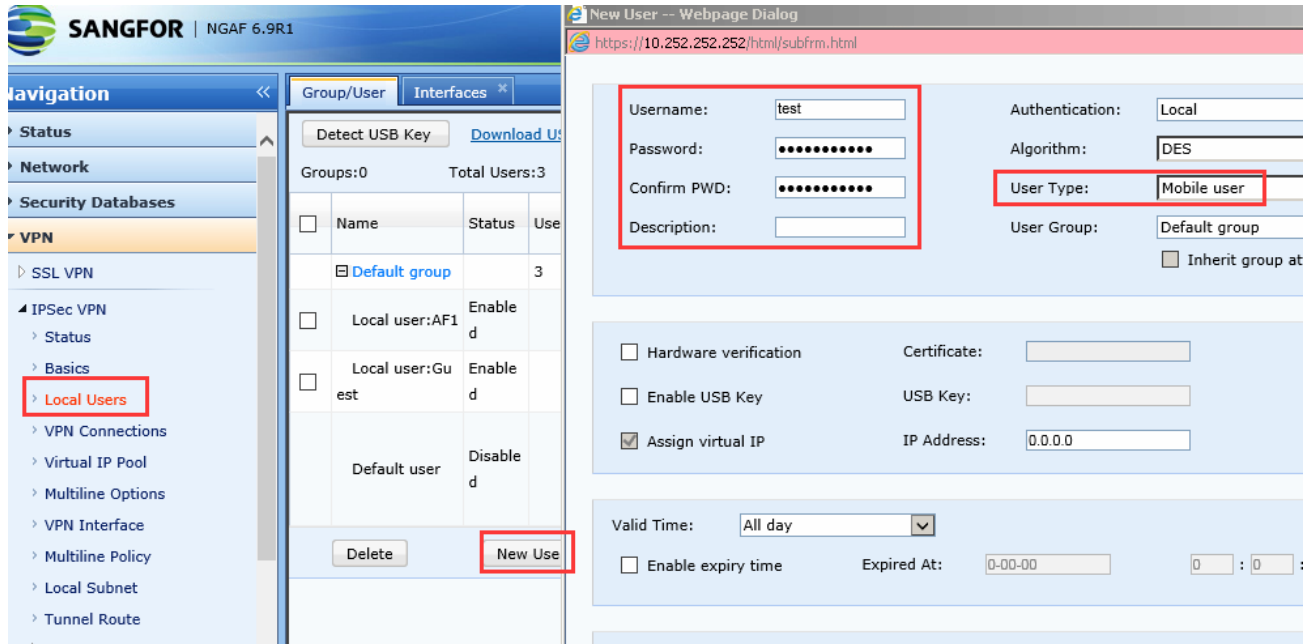 SANGFOR | NGAF 6.9R1
New User -- Webpage Dialog
https://10.252.252.252/html/subfrm.html
Navigation
Status
Network
Security Databases
VPN
SSL VPN
IPSec VPN
Status
Basics
Local Users
VPN Connections
Virtual IP Pool
Multiline Options
VPN Interface
Multiline Policy
Local Subnet
Tunnel Route
Group/User Interfaces
Detect USB Key Download US
Groups:0 Total Users:3
Name Status Use
Default group 3
Local user:AF1 Enable
d
Local user:Gu Enable
est d
Default user Disable
d
Delete New Use
Username: test Authentication: Local
Password: ●●●●●●●●●●● Algorithm: DES
Confirm PWD: ●●●●●●●●●●● User Type: Mobile user
Description: User Group: Default group
Inherit group at
Hardware verification Certificate:
Enable USB Key USB Key:
Assign virtual IP IP Address: 0.0.0.0
Valid Time: All day
Enable expiry time Expired At: 0-00-00 0 : 0 :